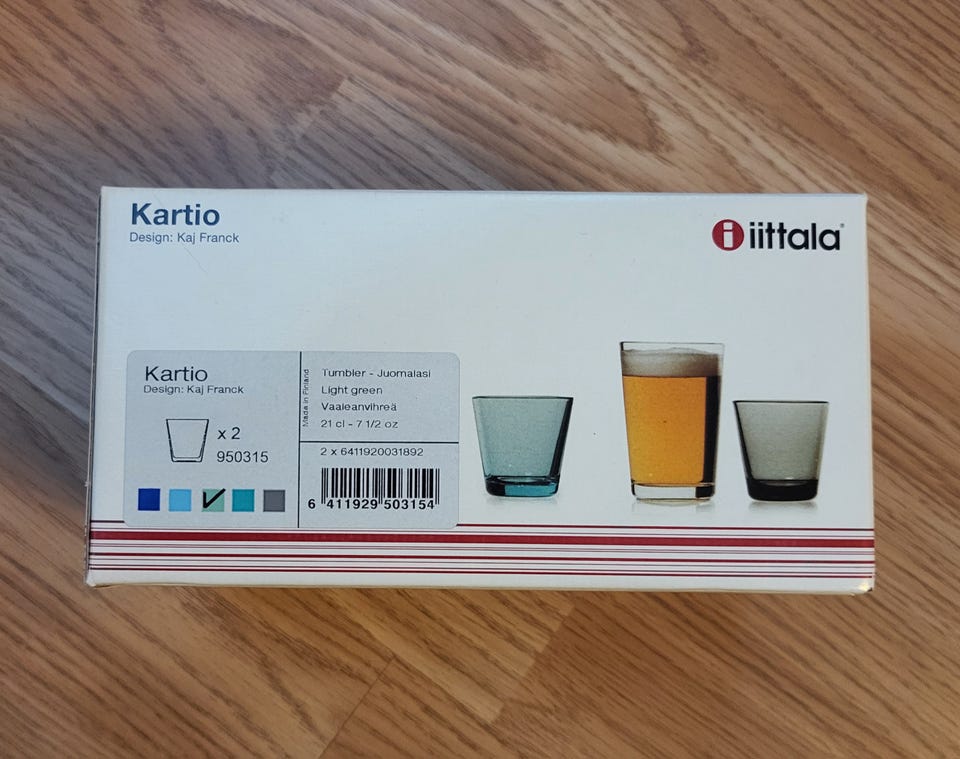 Kartio
Design: Kaj Franck
iittala®
Kartio
Design: Kaj Franck
x 2
950315
Made in Finland
Tumbler - Juomalasi
Light green
Vaaleanvihreä
21 cl - 7 1/2 oz
2 x 6411920031892
6 411929 503154